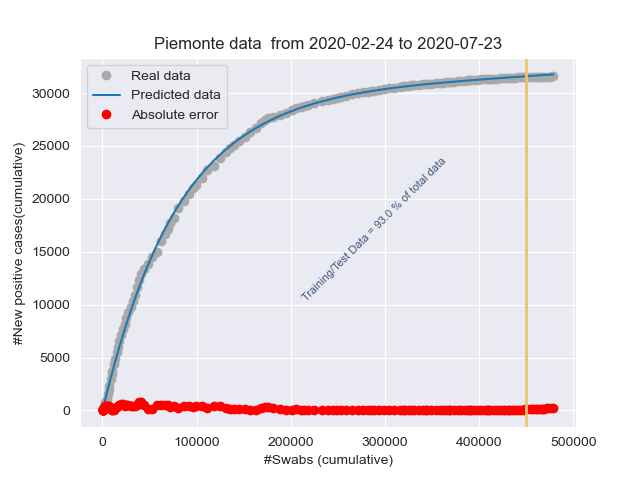 Piemonte data  from 2020-02-24 to 2020-07-23
Real data
Predicted data
Absolute error
Training/Test Data = 93.0 % of total data
#New positive cases(cumulative)
30000
25000
20000
15000
10000
5000
0
0 100000 200000 300000 400000 500000
#Swabs (cumulative)